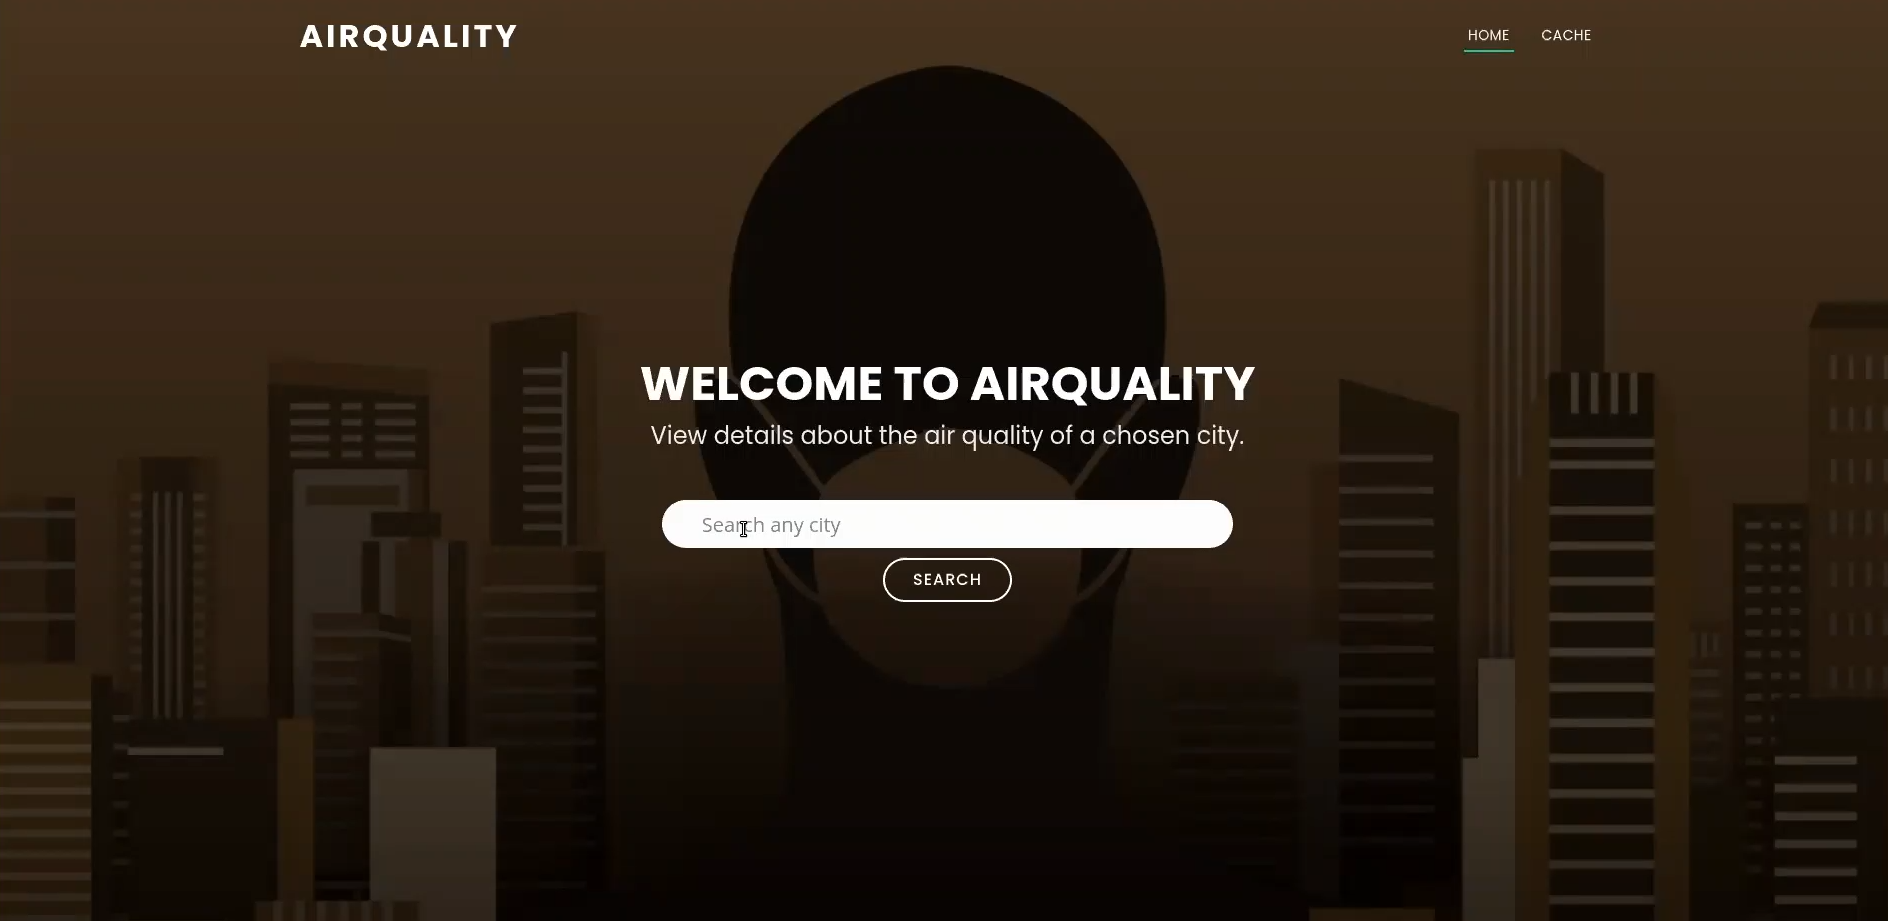 AIRQUALITY
HOME
CACHE
WELCOME TO AIRQUALITY
View details about the air quality of a chosen city.
Search any city
SEARCH